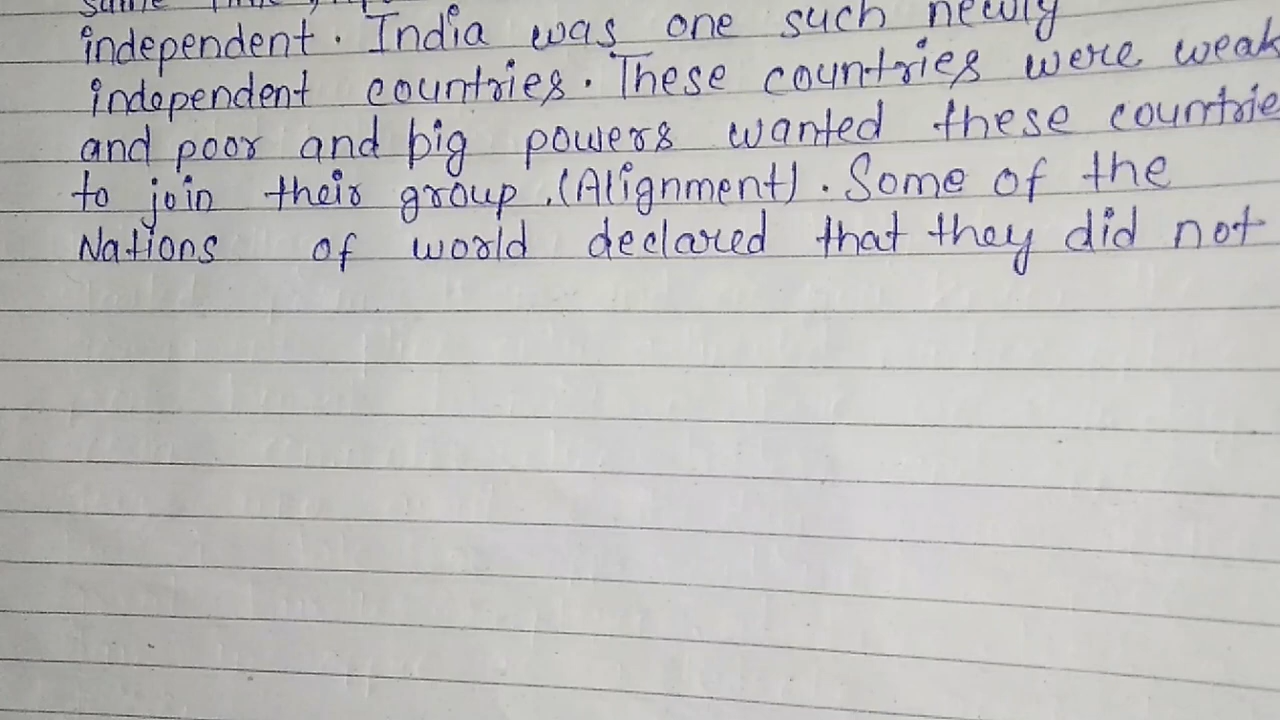 same
independent. India was one such newly
independent countries. These countries were weak
and poor and big powers wanted these countrie
to join their group. (Alignment). Some of the
Nations of world declared that they did not